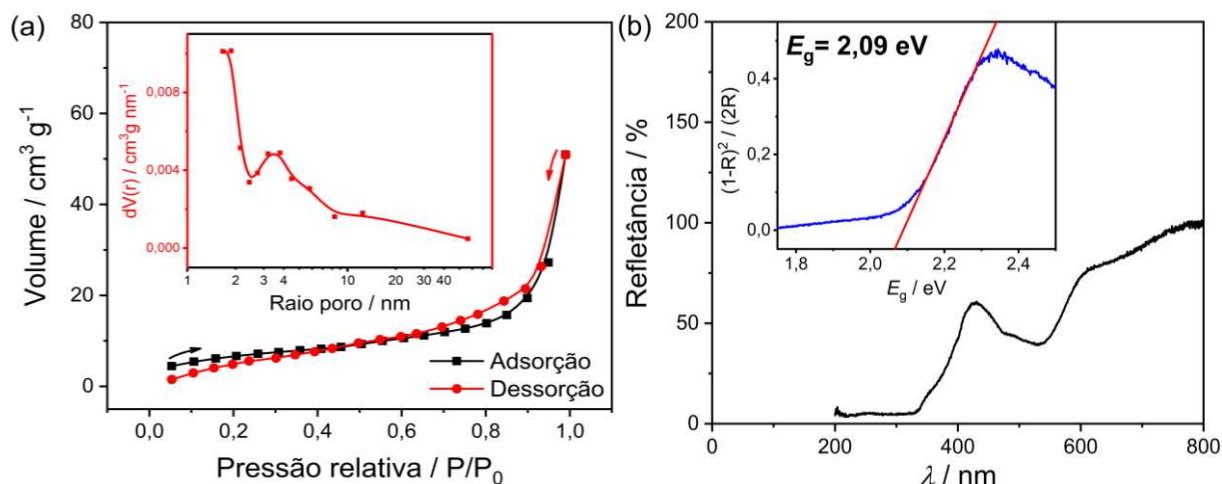 (a)
80
60
40
20
0
Volume / cm³ g⁻¹
0,0 0,2 0,4 0,6 0,8 1,0
Pressão relativa / P/P₀
Adsorção
Dessorção
0,008
0,004
0,000
dV(r) / cm³g nm⁻¹
1 2 3 4 10 20 30 40
Raio poro / nm
(b)
200
150
100
50
0
Refletância / %
0 200 400 600 800
λ / nm
E_g= 2,09 eV
0,4
0,2
0,0
(1-R)² / (2R)
1,8 2,0 2,2 2,4
E_g / eV